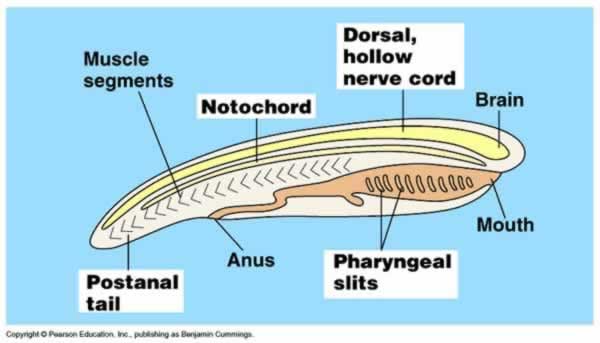 Dorsal,
hollow
nerve cord
Muscle
segments
Notochord
Brain
Mouth
Anus
Pharyngeal
slits
Postanal
tail
Copyright © Pearson Education, Inc., publishing as Benjamin Cummings.